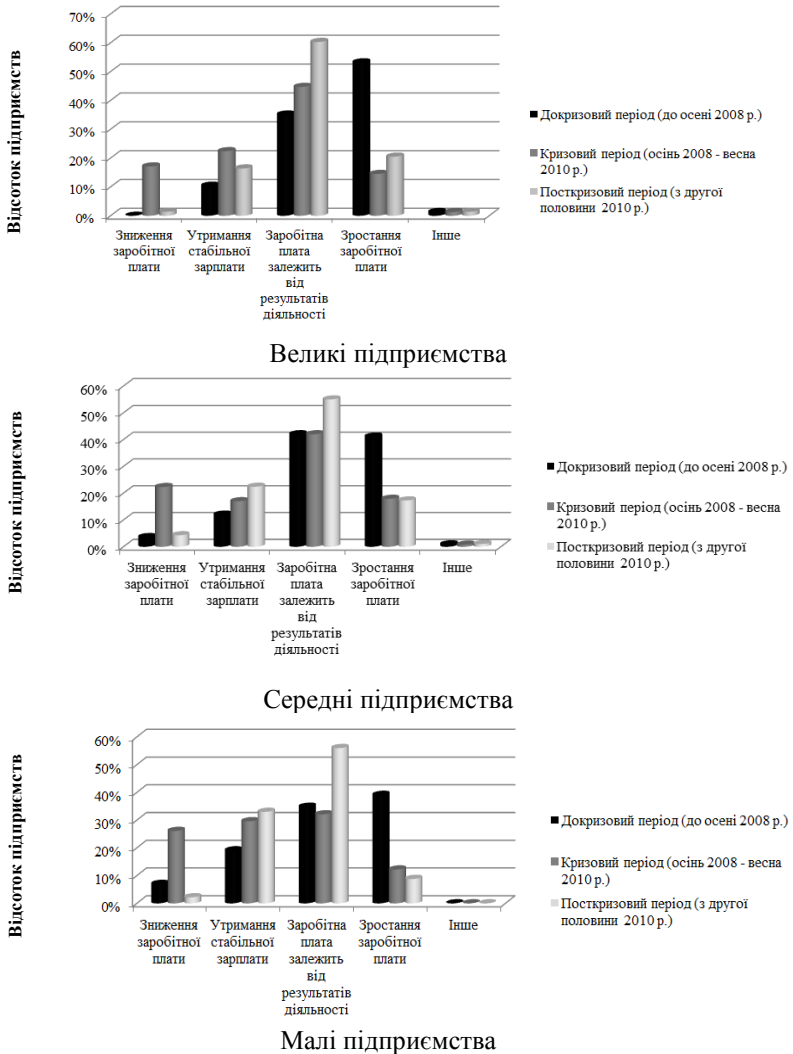 Відсоток підприємств
70%
60%
50%
40%
30%
20%
10%
0%
Зниження
заробітної
плати
Утримання
стабільної
зарплати
Заробітна
плата
залежить
від
результатів
діяльності
Зростання
заробітної
плати
Інше
Докризовий період (до осені 2008 р.)
Кризовий період (осінь 2008 - весна
2010 р.)
Посткризовий період (з другої
половини 2010 р.)
Великі підприємства
Відсоток підприємств
60%
50%
40%
30%
20%
10%
0%
Зниження
заробітної
плати
Утримання
стабільної
зарплати
Заробітна
плата
залежить
від
результатів
діяльності
Зростання
заробітної
плати
Інше
Докризовий період (до осені 2008 р.)
Кризовий період (осінь 2008 - весна
2010 р.)
Посткризовий період (з другої
половини 2010 р.)
Середні підприємства
Відсоток підприємств
60%
50%
40%
30%
20%
10%
0%
Зниження
заробітної
плати
Утримання
стабільної
зарплати
Заробітна
плата
залежить
від
результатів
діяльності
Зростання
заробітної
плати
Інше
Докризовий період (до осені 2008 р.)
Кризовий період (осінь 2008 - весна
2010 р.)
Посткризовий період (з другої
половини 2010 р.)
Малі підприємства